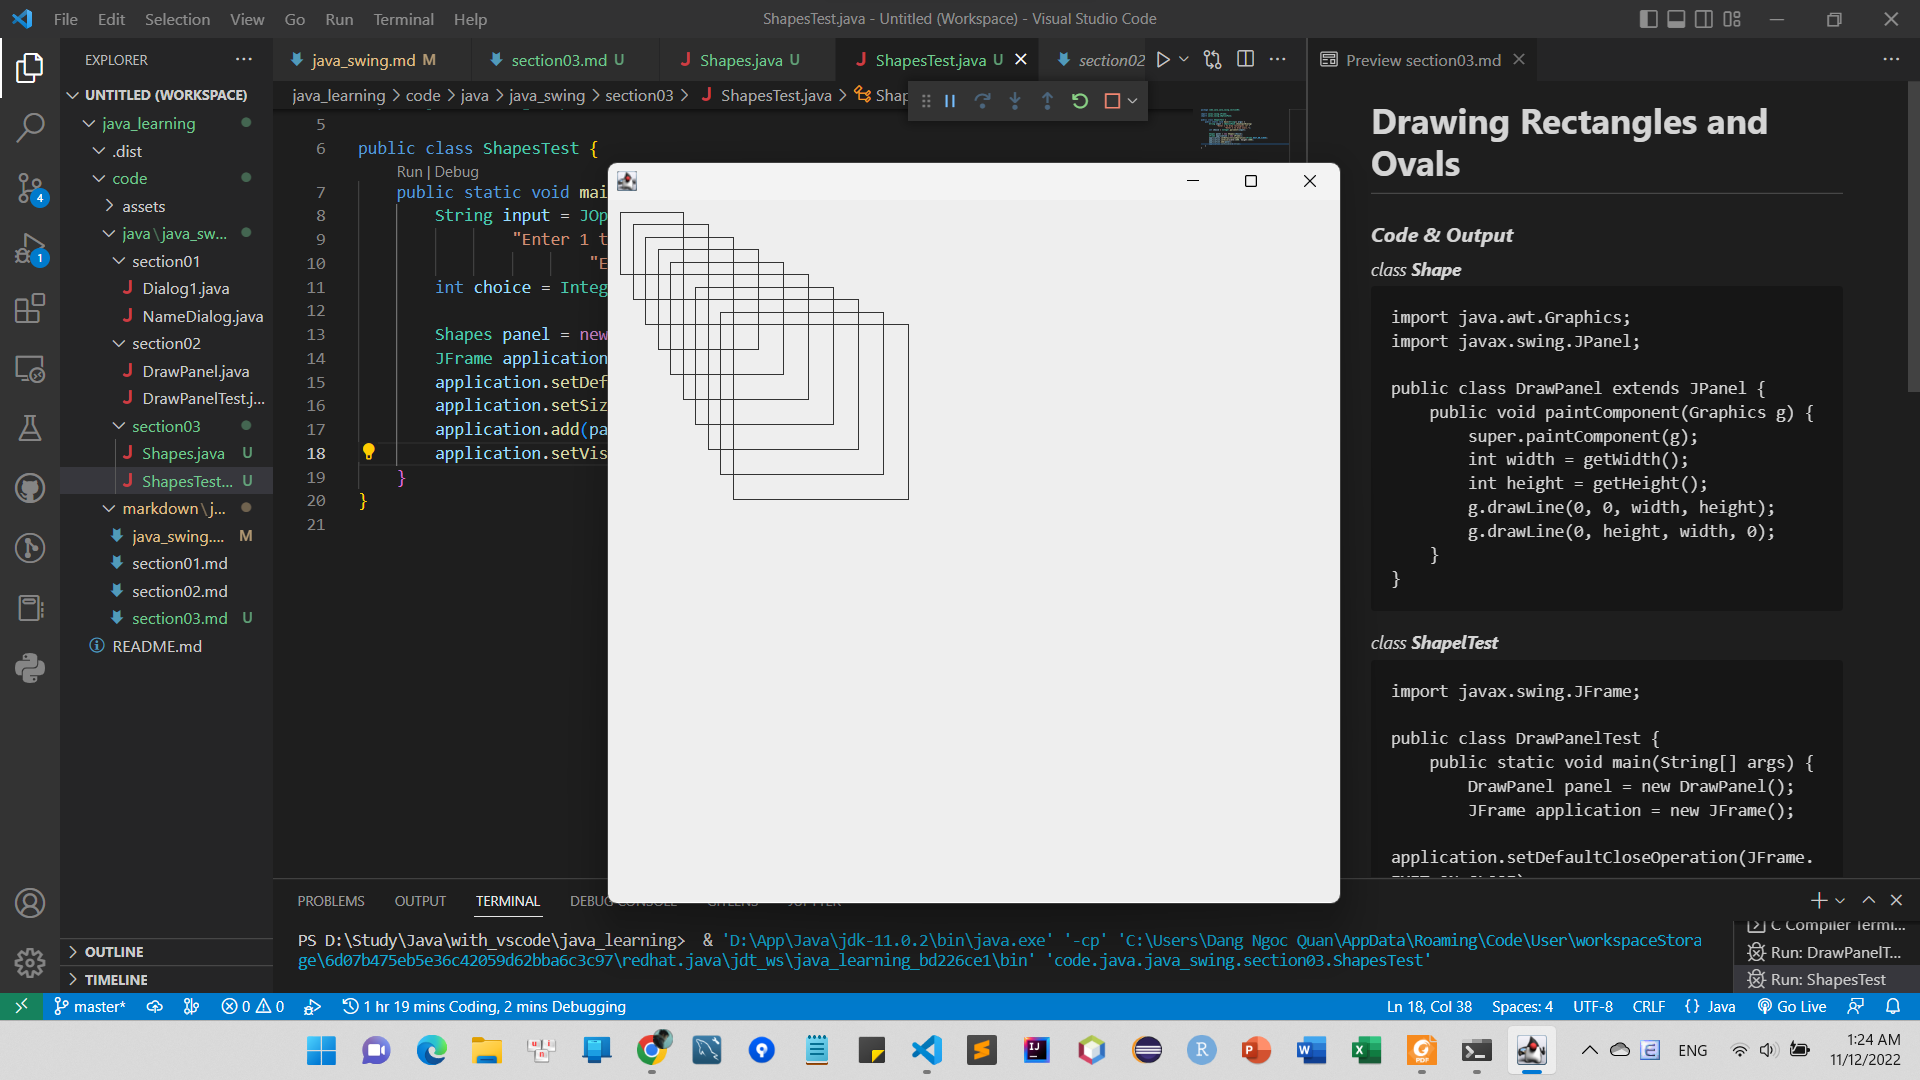 File Edit Selection View Go Run Terminal Help
ShapesTest.java - Untitled (Workspace) - Visual Studio Code
EXPLORER
UNTITLED (WORKSPACE)
java_learning
.dist
code
assets
java\java_sw...
section01
Dialog1.java
NameDialog.java
section02
DrawPanel.java
DrawPanelTest.j...
section03
Shapes.java U
ShapesTest... U
markdown\j...
java_swing.... M
section01.md
section02.md
section03.md U
README.md
OUTLINE
TIMELINE
4
1
java_swing.md M
section03.md U
Shapes.java U
ShapesTest.java U
section02
java_learning > code > java > java_swing > section03 > ShapesTest.java > Shap
5
6 public class ShapesTest {
Run | Debug
7 public static void mai
8 String input = JOp
9 "Enter 1 t
10 "E
11 int choice = Integ
12
13 Shapes panel = new
14 JFrame application
15 application.setDef
16 application.setSiz
17 application.add(pa
18 application.setVis
19 }
20 }
21
Preview section03.md
Drawing Rectangles and
Ovals
Code & Output
class Shape
import java.awt.Graphics;
import javax.swing.JPanel;
public class DrawPanel extends JPanel {
public void paintComponent(Graphics g) {
super.paintComponent(g);
int width = getWidth();
int height = getHeight();
g.drawLine(0, 0, width, height);
g.drawLine(0, height, width, 0);
}
}
class ShapelTest
import javax.swing.JFrame;
public class DrawPanelTest {
public static void main(String[] args) {
DrawPanel panel = new DrawPanel();
JFrame application = new JFrame();
application.setDefaultCloseOperation(JFrame.
PROBLEMS OUTPUT TERMINAL DEBUG CONSOLE GITLENS JUPYTER
PS D:\Study\Java\with_vscode\java_learning> & 'D:\App\Java\jdk-11.0.2\bin\java.exe' '-cp' 'C:\Users\Dang Ngoc Quan\AppData\Roaming\Code\User\workspaceStora
ge\6d07b475eb5e36c42059d62bba6c3c97\redhat.java\jdt_ws\java_learning_bd226ce1\bin' 'code.java.java_swing.section03.ShapesTest'
C Compiler Termi...
Run: DrawPanelT...
Run: ShapesTest
master* 0 0 1 hr 19 mins Coding, 2 mins Debugging
Ln 18, Col 38 Spaces: 4 UTF-8 CRLF {} Java Go Live
ENG
1:24 AM
11/12/2022